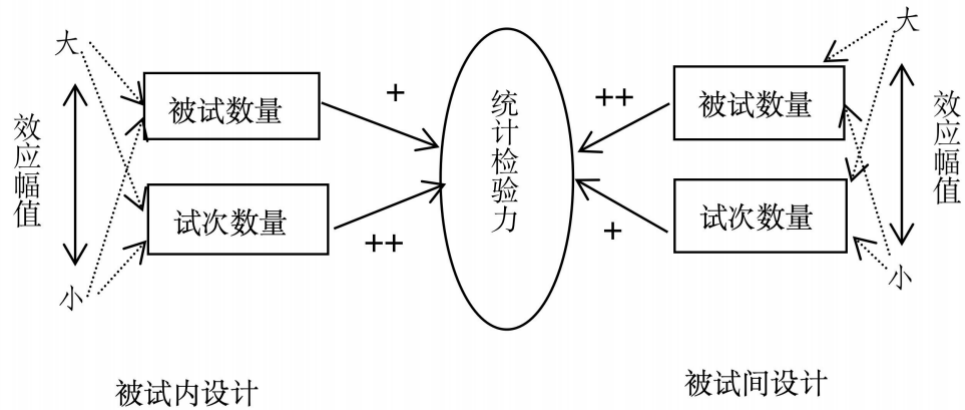 大
大
被试数量
+
++
被试数量
效应幅值
统计检验力
效应幅值
试次数量
++
+
试次数量
小
小
被试内设计
被试间设计